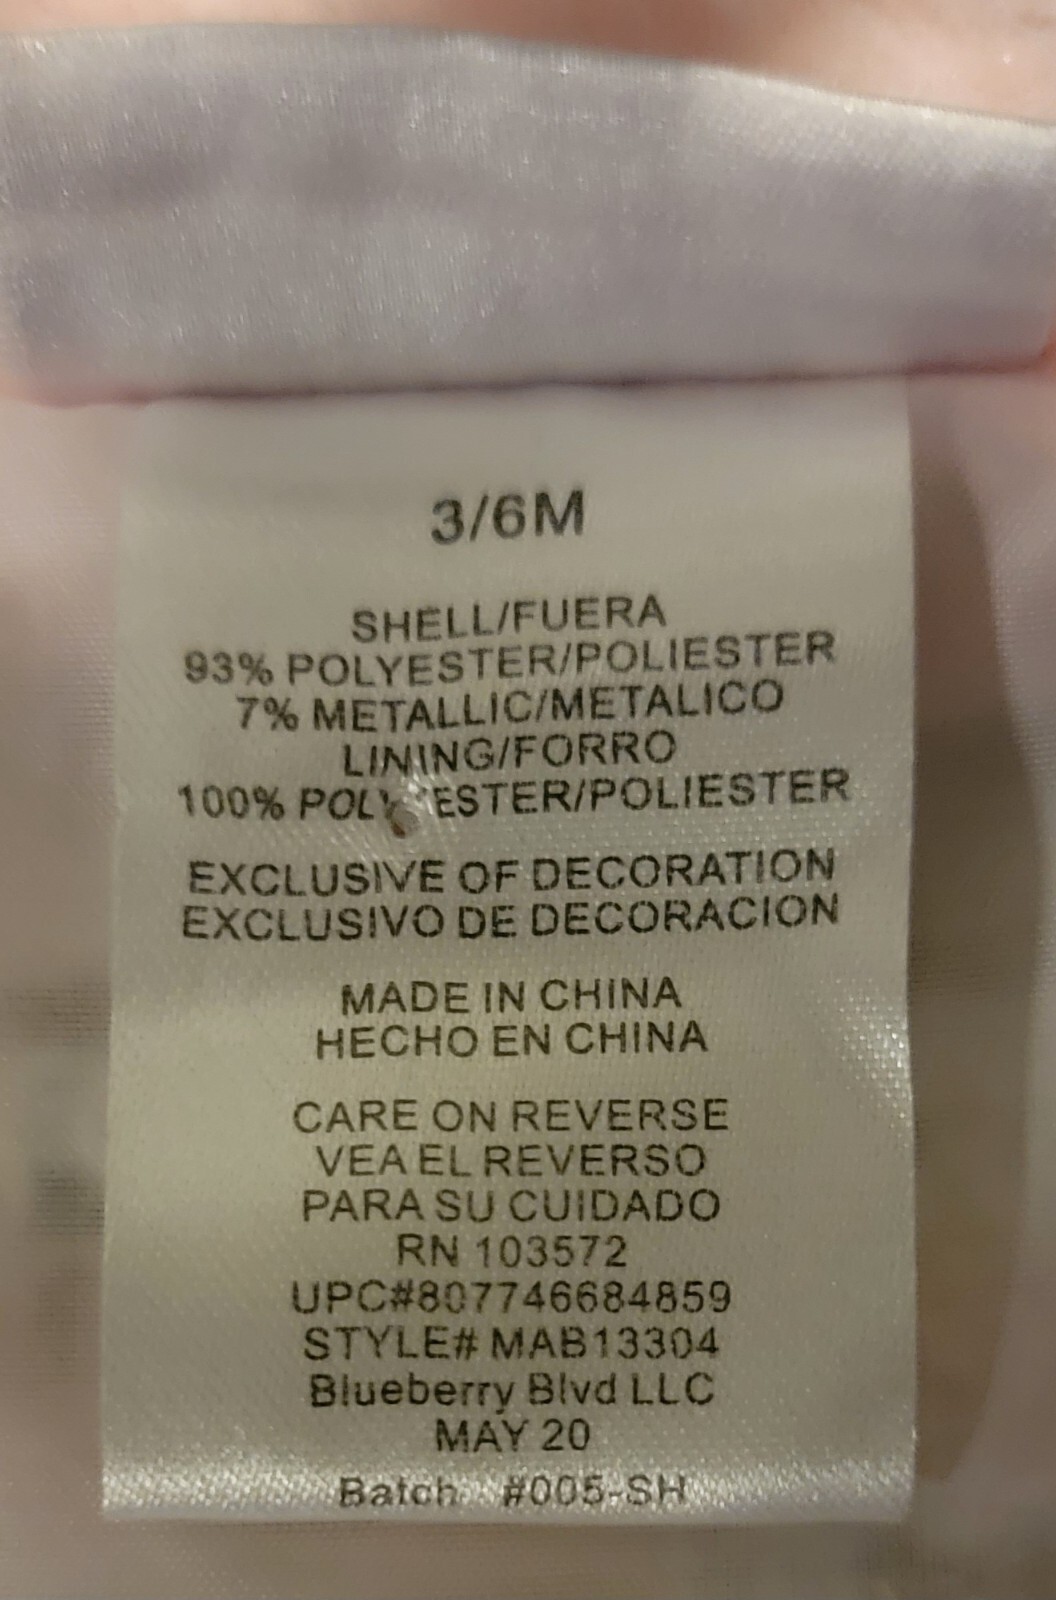 3/6M
SHELL/FUERA
93% POLYESTER/POLIESTER
7% METALLIC/METALICO
LINING/FORRO
100% POLYESTER/POLIESTER
EXCLUSIVE OF DECORATION
EXCLUSIVO DE DECORACION
MADE IN CHINA
HECHO EN CHINA
CARE ON REVERSE
VEA EL REVERSO
PARA SU CUIDADO
RN 103572
UPC#807746684859
STYLE# MAB13304
Blueberry Blvd LLC
MAY 20
Batch #005-SH